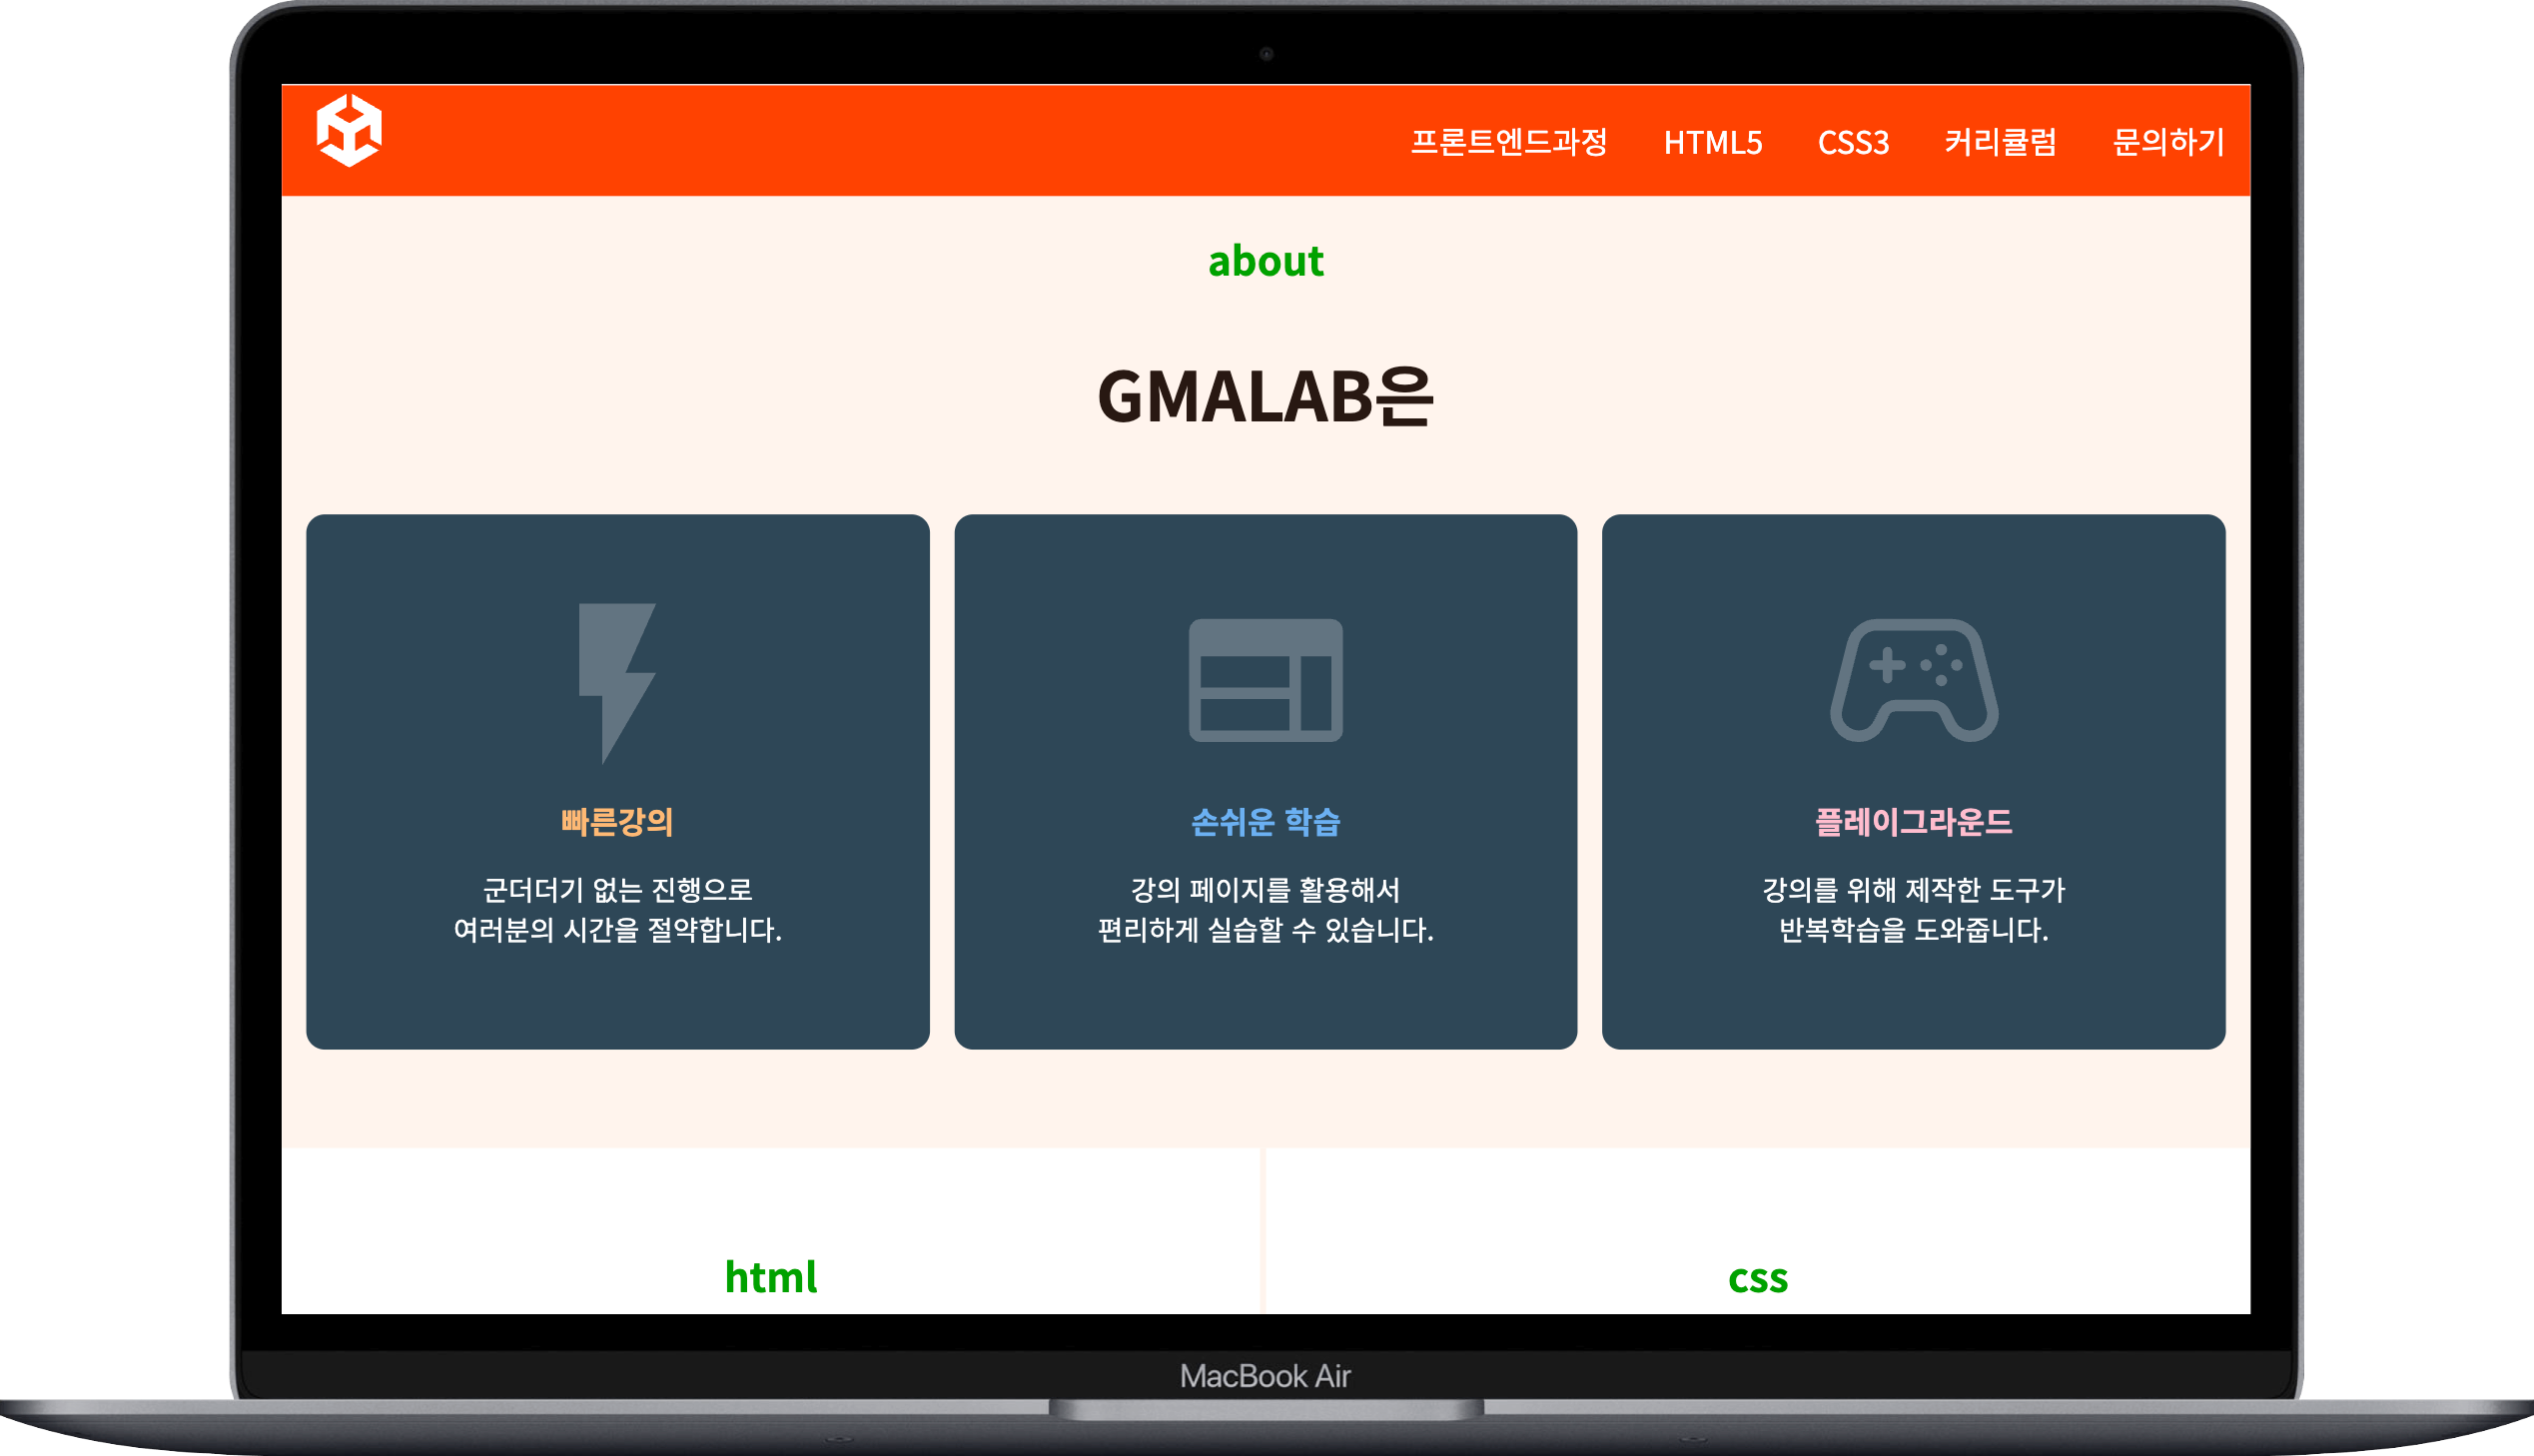 프론트엔드과정 HTML5 CSS3 커리큘럼 문의하기
about
GMALAB은
빠른강의
군더더기 없는 진행으로
여러분의 시간을 절약합니다.
손쉬운 학습
강의 페이지를 활용해서
편리하게 실습할 수 있습니다.
플레이그라운드
강의를 위해 제작한 도구가
반복학습을 도와줍니다.
html
css
MacBook Air